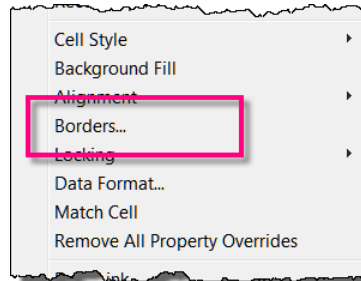 Cell Style
Background Fill
Alignment
Borders...
Locking
Data Format...
Match Cell
Remove All Property Overrides